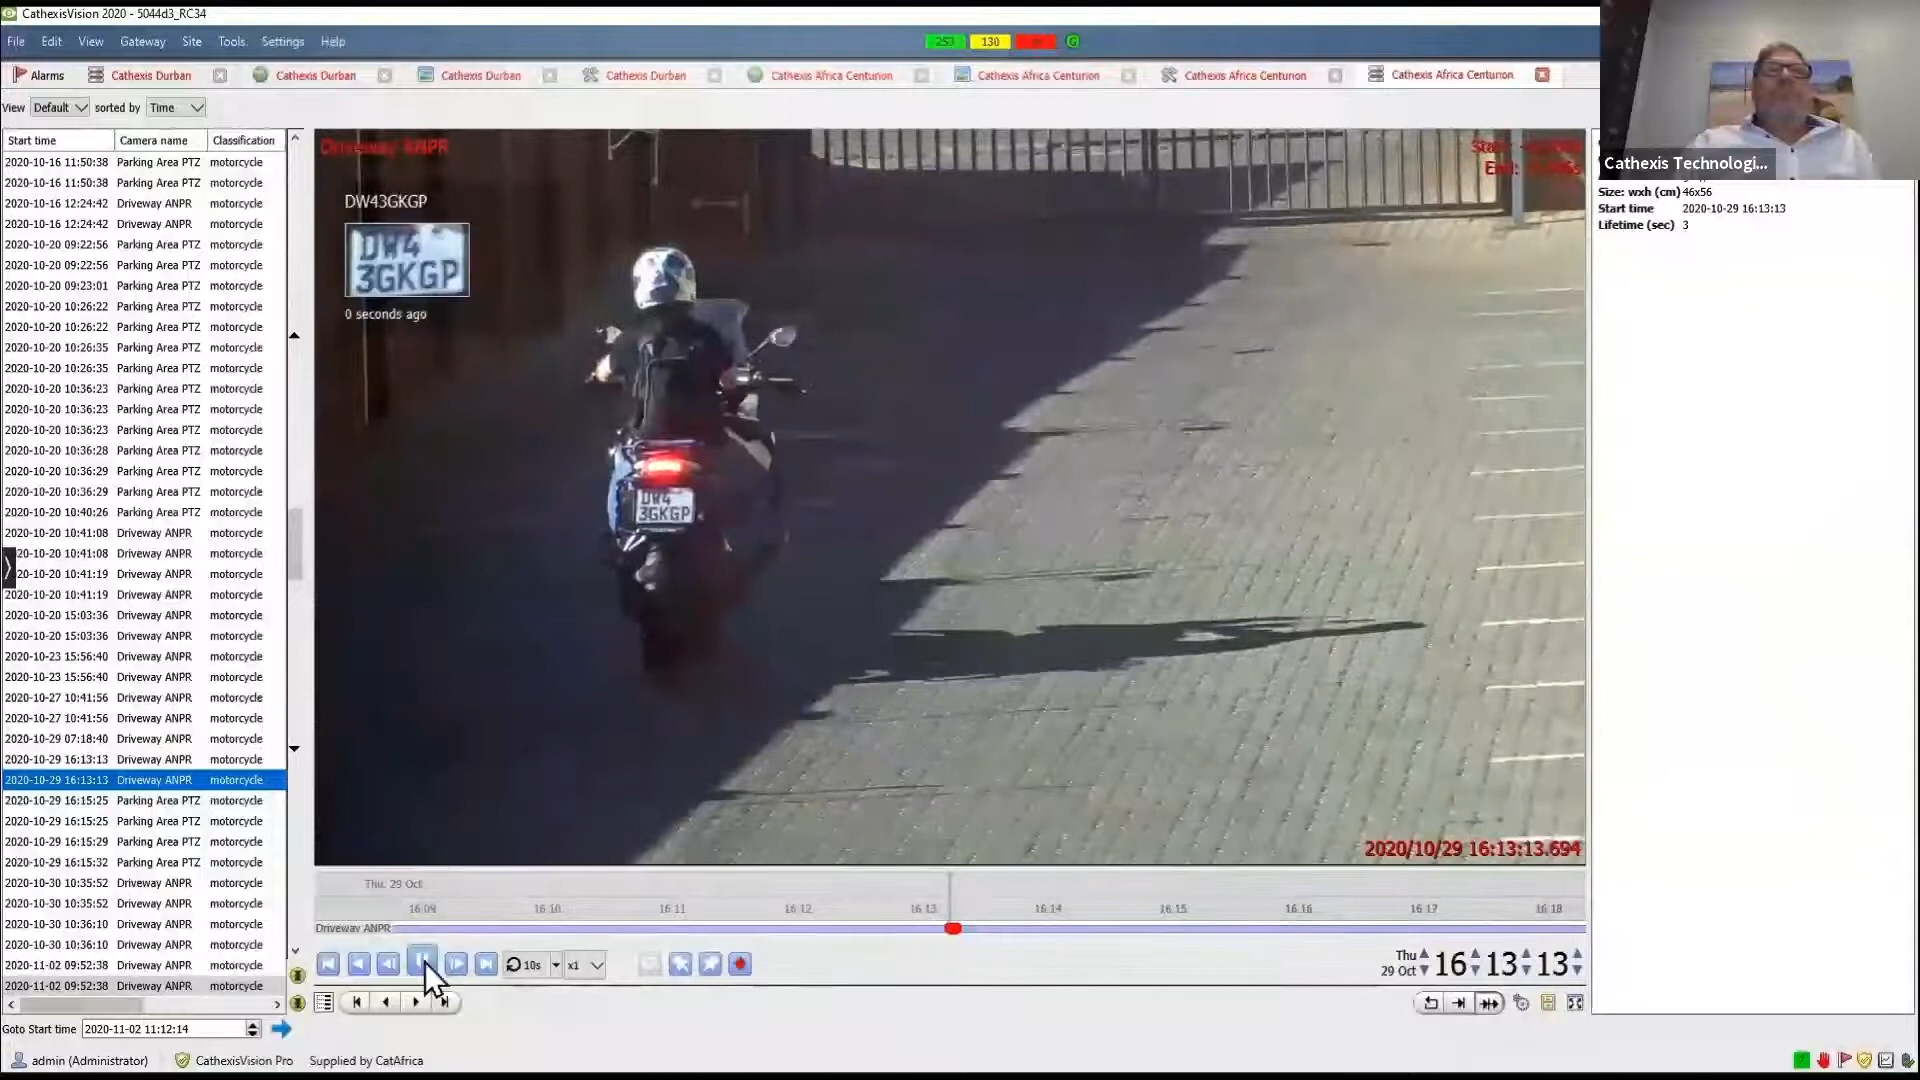 CathexisVision 2020 - 5044d3_RC34
File Edit View Gateway Site Tools Settings Help
130
Alarms Cathexis Durban Cathexis Durban Cathexis Durban Cathexis Durban Cathexis Africa Centurion Cathexis Africa Centurion Cathexis Africa Centurion Cathexis Africa Centurion
View Default sorted by Time
Start time Camera name Classification
2020-10-16 11:50:38 Parking Area PTZ motorcycle
2020-10-16 11:50:38 Parking Area PTZ motorcycle
2020-10-16 12:24:42 Driveway ANPR motorcycle
2020-10-16 12:24:42 Driveway ANPR motorcycle
2020-10-20 09:22:56 Parking Area PTZ motorcycle
2020-10-20 09:22:56 Parking Area PTZ motorcycle
2020-10-20 09:23:01 Parking Area PTZ motorcycle
2020-10-20 10:26:22 Parking Area PTZ motorcycle
2020-10-20 10:26:22 Parking Area PTZ motorcycle
2020-10-20 10:26:35 Parking Area PTZ motorcycle
2020-10-20 10:26:35 Parking Area PTZ motorcycle
2020-10-20 10:36:23 Parking Area PTZ motorcycle
2020-10-20 10:36:23 Parking Area PTZ motorcycle
2020-10-20 10:36:23 Parking Area PTZ motorcycle
2020-10-20 10:36:28 Parking Area PTZ motorcycle
2020-10-20 10:36:29 Parking Area PTZ motorcycle
2020-10-20 10:36:29 Parking Area PTZ motorcycle
2020-10-20 10:40:26 Parking Area PTZ motorcycle
2020-10-20 10:41:08 Driveway ANPR motorcycle
20-10-20 10:41:08 Driveway ANPR motorcycle
20-10-20 10:41:19 Driveway ANPR motorcycle
2020-10-20 10:41:19 Driveway ANPR motorcycle
2020-10-20 15:03:36 Driveway ANPR motorcycle
2020-10-20 15:03:36 Driveway ANPR motorcycle
2020-10-23 15:56:40 Driveway ANPR motorcycle
2020-10-23 15:56:40 Driveway ANPR motorcycle
2020-10-27 10:41:56 Driveway ANPR motorcycle
2020-10-27 10:41:56 Driveway ANPR motorcycle
2020-10-29 07:18:40 Driveway ANPR motorcycle
2020-10-29 16:13:13 Driveway ANPR motorcycle
2020-10-29 16:13:13 Driveway ANPR motorcycle
2020-10-29 16:15:25 Parking Area PTZ motorcycle
2020-10-29 16:15:25 Parking Area PTZ motorcycle
2020-10-29 16:15:29 Parking Area PTZ motorcycle
2020-10-29 16:15:32 Parking Area PTZ motorcycle
2020-10-30 10:35:52 Driveway ANPR motorcycle
2020-10-30 10:35:52 Driveway ANPR motorcycle
2020-10-30 10:36:10 Driveway ANPR motorcycle
2020-10-30 10:36:10 Driveway ANPR motorcycle
2020-11-02 09:52:38 Driveway ANPR motorcycle
2020-11-02 09:52:38 Driveway ANPR motorcycle
Goto Start time 2020-11-02 11:12:14
Driveway ANPR
DW43GKGP
DW4
3GKGP
0 seconds ago
DW4
3GKGP
Start:
End:
2020/10/29 16:13:13.694
Thu. 29 Oct
16:09 16:10 16:11 16:12 16:13 16:14 16:15 16:16 16:17 16:18
Driveway ANPR
10s x1
Thu
29 Oct 16 13 13
Cathexis Technologi...
Size: wxh (cm) 46x56
Start time 2020-10-29 16:13:13
Lifetime (sec) 3
admin (Administrator) CathexisVision Pro Supplied by CatAfrica